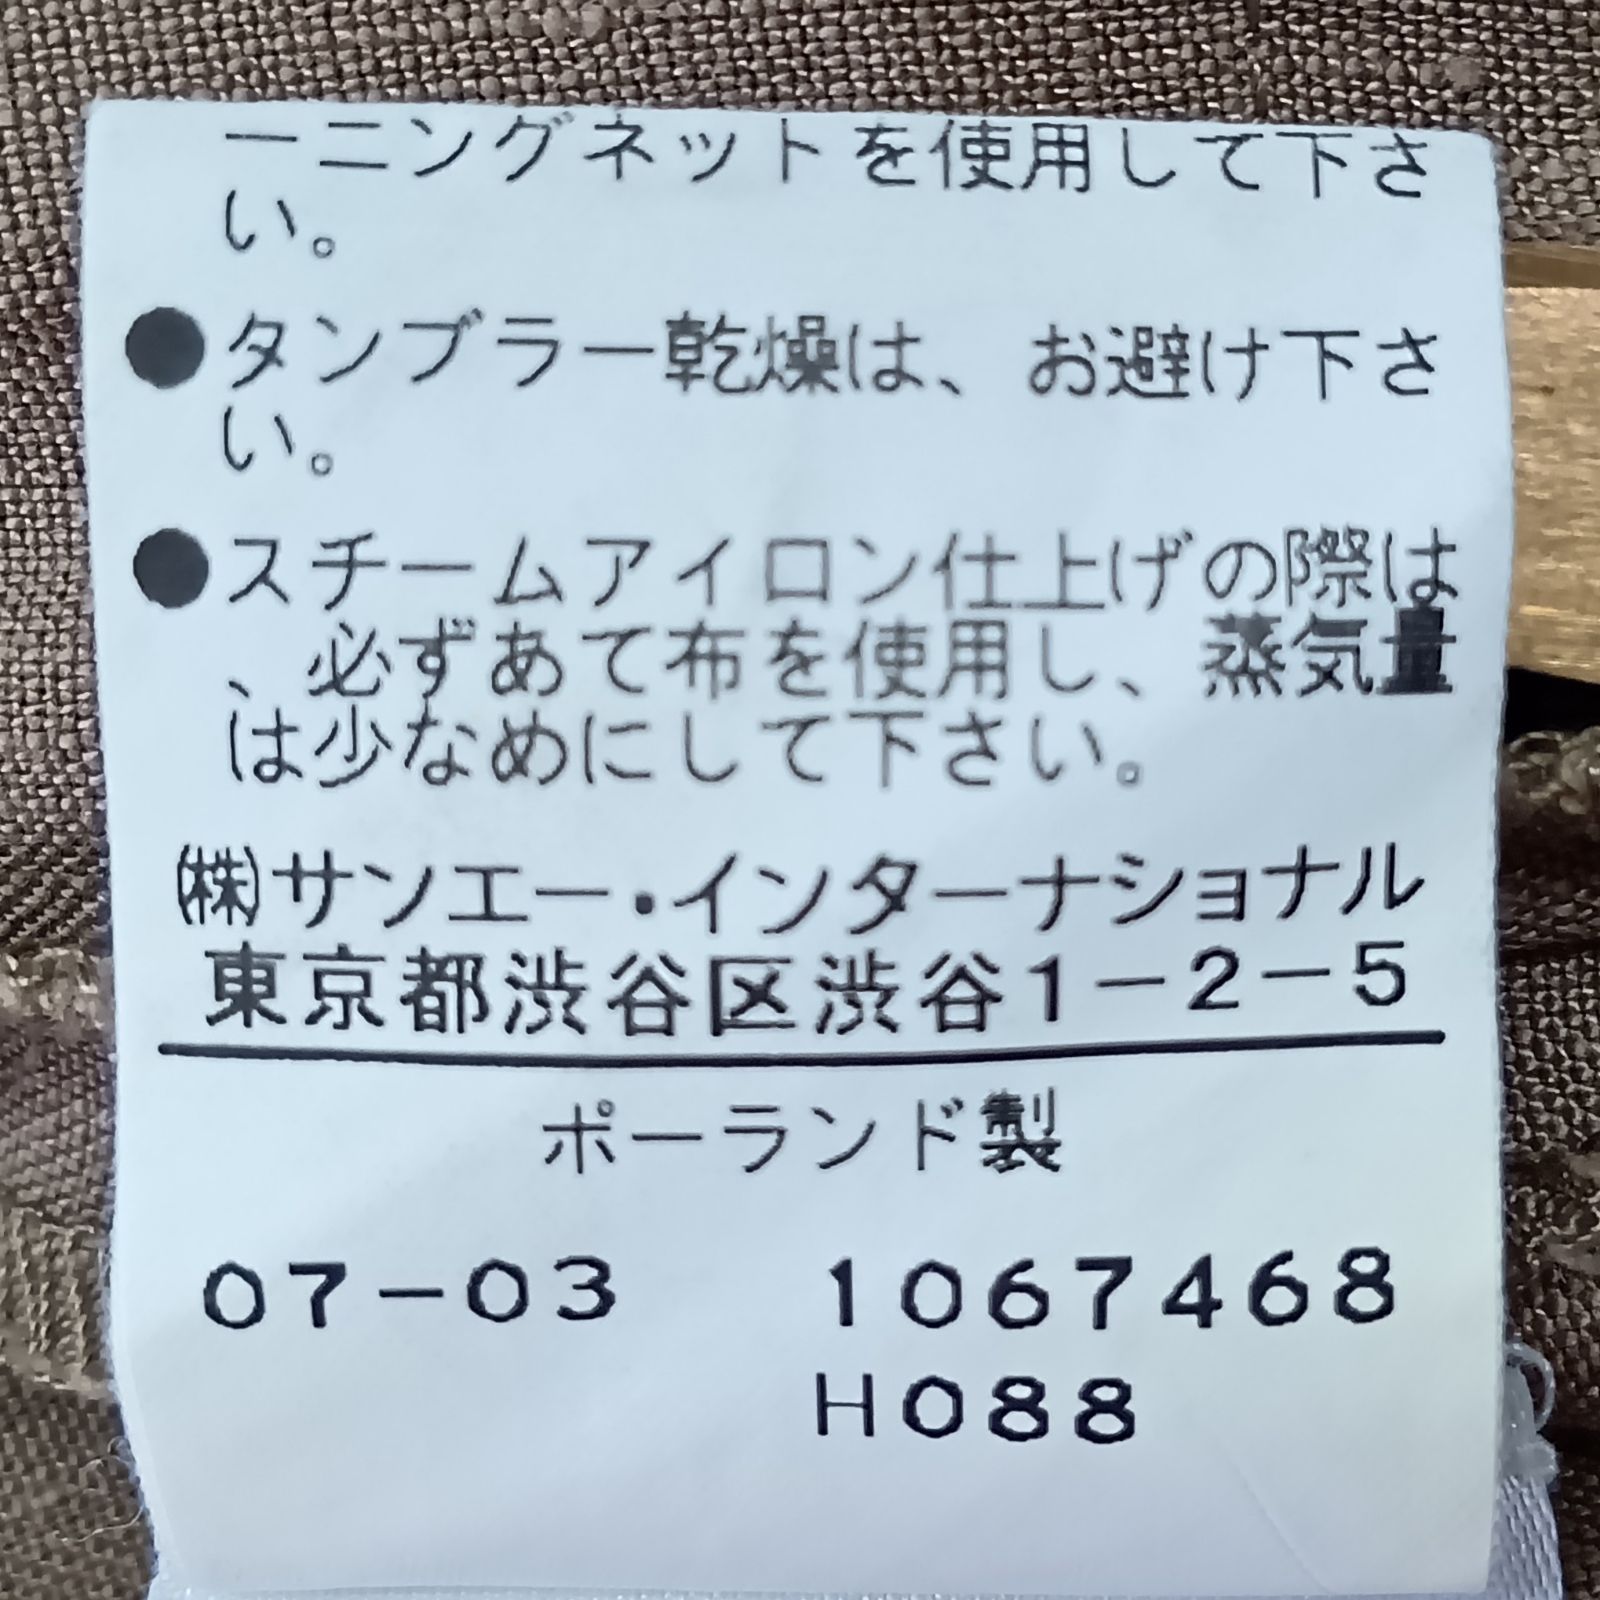 ーニングネットを使用して下さ
い。
●タンブラー乾燥は、お避け下さ
い。
●スチームアイロン仕上げの際は
、必ずあて布を使用し、蒸気量
は少なめにして下さい。
㈱サンエー・インターナショナル
東京都渋谷区渋谷1-2-5
ポーランド製
07-03 1067468
H088